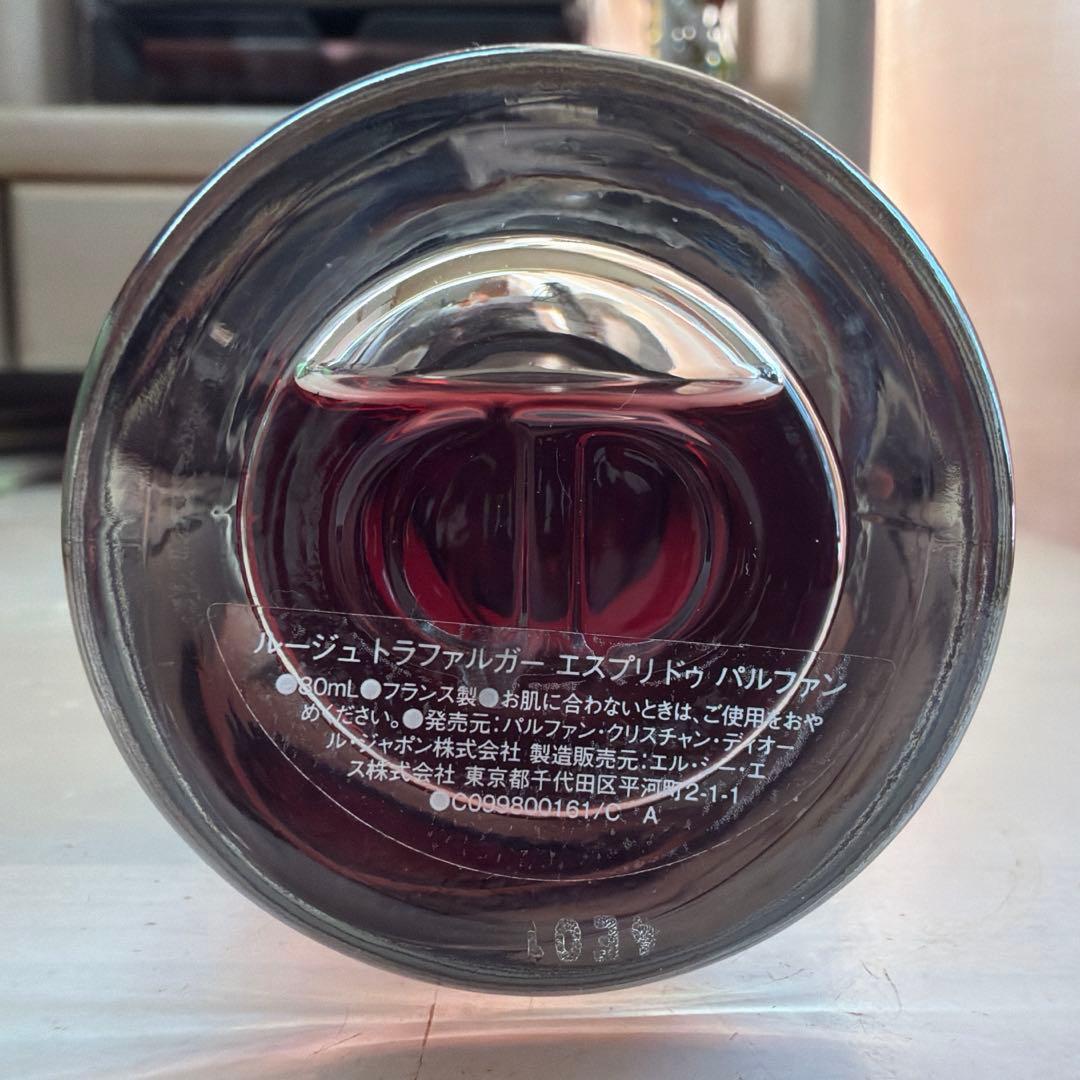 ルージュ トラファルガー エスプリ ドゥ パルファン
●80mL●フランス製●お肌に合わないときは、ご使用をおや
めください。●発売元:パルファン・クリスチャン・ディオー
ル・ジャポン株式会社 製造販売元:エル・シー・エ
ス株式会社 東京都千代田区平河町2-1-1
●C099800161/C A